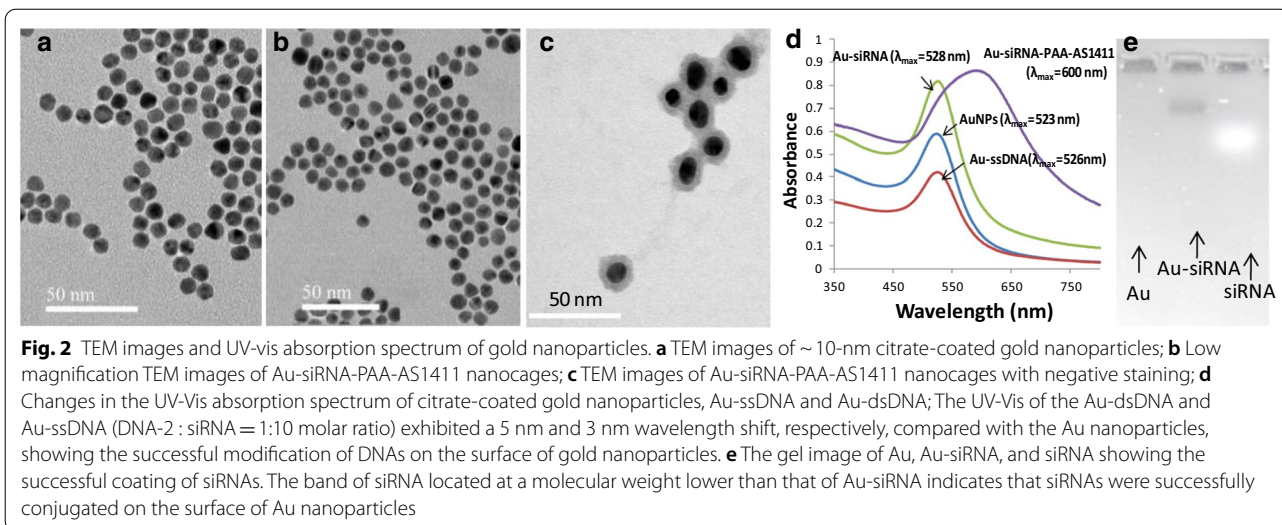 a
b
c
d
e
50 nm
50 nm
50 nm
1
0.9
0.8
0.7
0.6
0.5
0.4
0.3
0.2
0.1
0
Absorbance
Au-siRNA (λmax=528 nm)
Au-siRNA-PAA-AS1411
(λmax=600 nm)
AuNPs (λmax=523 nm)
Au-ssDNA(λmax=526nm)
350 450 550 650 750
Wavelength (nm)
Au
Au-siRNA
siRNA
Fig. 2 TEM images and UV-vis absorption spectrum of gold nanoparticles. a TEM images of ~ 10-nm citrate-coated gold nanoparticles; b Low
magnification TEM images of Au-siRNA-PAA-AS1411 nanocages; c TEM images of Au-siRNA-PAA-AS1411 nanocages with negative staining; d
Changes in the UV-Vis absorption spectrum of citrate-coated gold nanoparticles, Au-ssDNA and Au-dsDNA; The UV-Vis of the Au-dsDNA and
Au-ssDNA (DNA-2 : siRNA = 1:10 molar ratio) exhibited a 5 nm and 3 nm wavelength shift, respectively, compared with the Au nanoparticles,
showing the successful modification of DNAs on the surface of gold nanoparticles. e The gel image of Au, Au-siRNA, and siRNA showing the
successful coating of siRNAs. The band of siRNA located at a molecular weight lower than that of Au-siRNA indicates that siRNAs were successfully
conjugated on the surface of Au nanoparticles